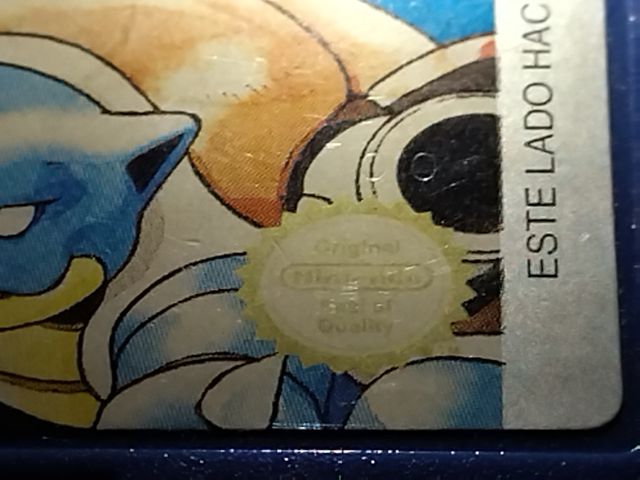 Original
Nintendo
Seal of
Quality
ESTE LADO HAC